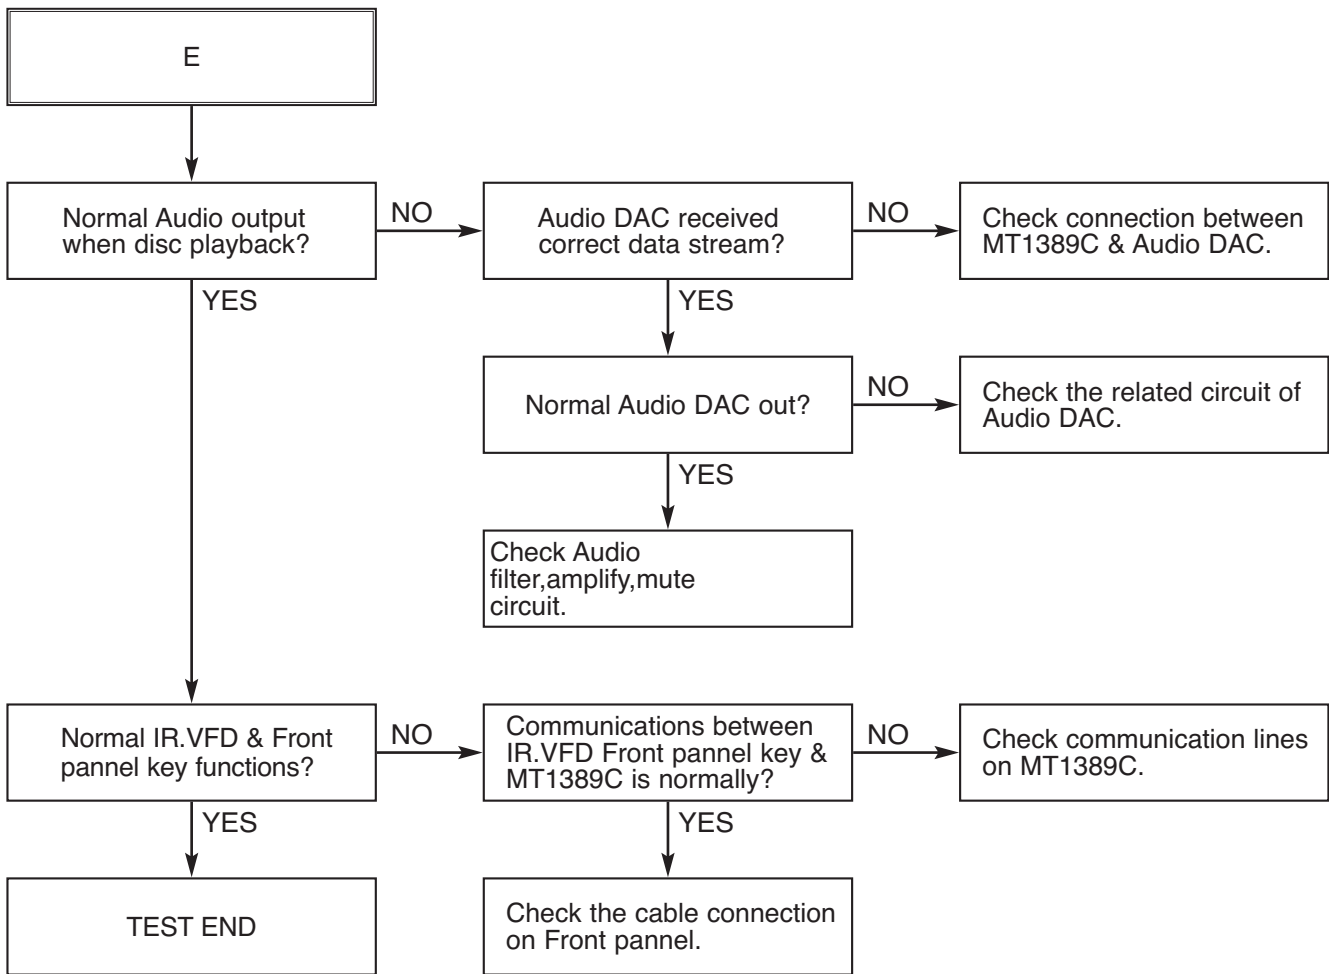 E
Normal Audio output
when disc playback?
NO
Audio DAC received
correct data stream?
NO
Check connection between
MT1389C & Audio DAC.
YES
YES
Normal Audio DAC out?
NO
Check the related circuit of
Audio DAC.
YES
Check Audio
filter,amplify,mute
circuit.
Normal IR.VFD & Front
pannel key functions?
NO
Communications between
IR.VFD Front pannel key &
MT1389C is normally?
NO
Check communication lines
on MT1389C.
YES
YES
TEST END
Check the cable connection
on Front pannel.